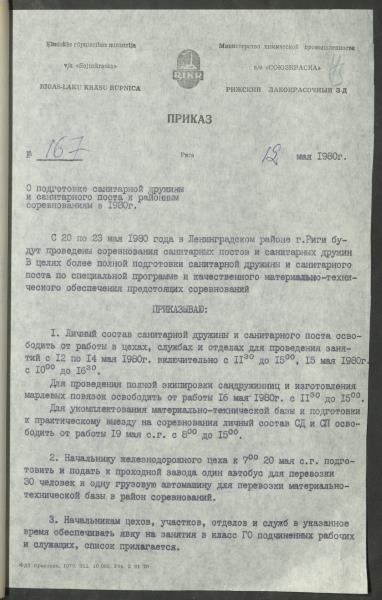 Ķīmiskās rūpniecības ministrija
Министерство химической промышленности
v/a «Sojuzkraska»
в/о «СОЮЗКРАСКА»
RLKR
RĪGAS-LAKU KRĀSU RŪPNĪCA
РИЖСКИЙ ЛАКОКРАСОЧНЫЙ З-Д
ПРИКАЗ
№ 167
Рига
12 мая 1980г.
О подготовке санитарной дружины
и санитарного поста к районным
соревнованиям в 1980г.
С 20 по 23 мая 1980 года в Ленинградском районе г.Риги бу-
дут проведены соревнования санитарных постов и санитарных дружин
В целях более полной подготовки санитарной дружины и санитарного
поста по специальной программе и качественного материально-техни-
ческого обеспечения предстоящих соревнований
ПРИКАЗЫВАЮ:
I. Личный состав санитарной дружины и санитарного поста осво-
бодить от работы в цехах, службах и отделах для проведения заня-
тий с 12 по 14 мая 1980г. включительно с II30 до 1500, 15 мая 1980г.
с 1000 до 1630.
Для проведения полной экипировки сандружинниц и изготовления
марлевых повязок освободить от работы 16 мая 1980г. с II30 до 1500.
Для укомплектования материально-технической базы и подготовки
к практическому выезду на соревнования личный состав СД и СП осво-
бодить от работы 19 мая с.г. с 800 до 1500.
2. Начальнику железнодорожного цеха к 700 20 мая с.г. подго-
товить и подать к проходной завода один автобус для перевозки
30 человек и одну грузовую автомашину для перевозки материально-
технической базы в район соревнований.
3. Начальникам цехов, участков, отделов и служб в указанное
время обеспечивать явку на занятия в класс ГО подчиненных рабочих
и служащих, список прилагается.